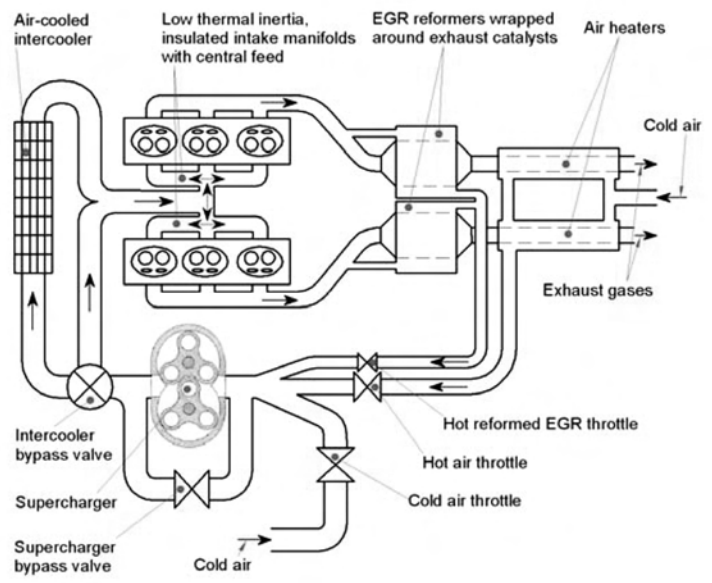 Air-cooled
intercooler
Low thermal inertia,
insulated intake manifolds
with central feed
EGR reformers wrapped
around exhaust catalysts
Air heaters
Cold air
Exhaust gases
Hot reformed EGR throttle
Hot air throttle
Cold air throttle
Intercooler
bypass valve
Supercharger
Supercharger
bypass valve
Cold air